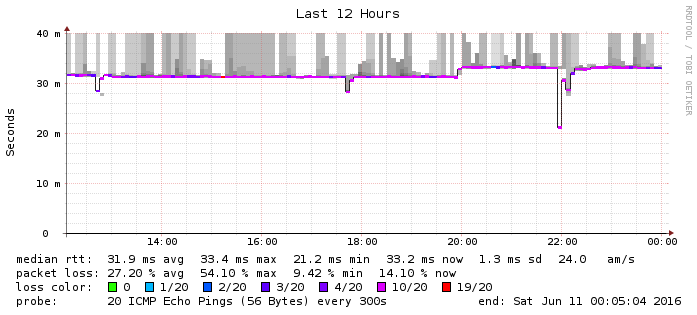 Last 12 Hours
RRDTOOL / TOBI OETIKER
Seconds
40 m
30 m
20 m
10 m
0
14:00 16:00 18:00 20:00 22:00 00:00
median rtt: 31.9 ms avg 33.4 ms max 21.2 ms min 33.2 ms now 1.3 ms sd 24.0 am/s
packet loss: 27.20 % avg 54.10 % max 9.42 % min 14.10 % now
loss color: 0 1/20 2/20 3/20 4/20 10/20 19/20
probe: 20 ICMP Echo Pings (56 Bytes) every 300s end: Sat Jun 11 00:05:04 2016